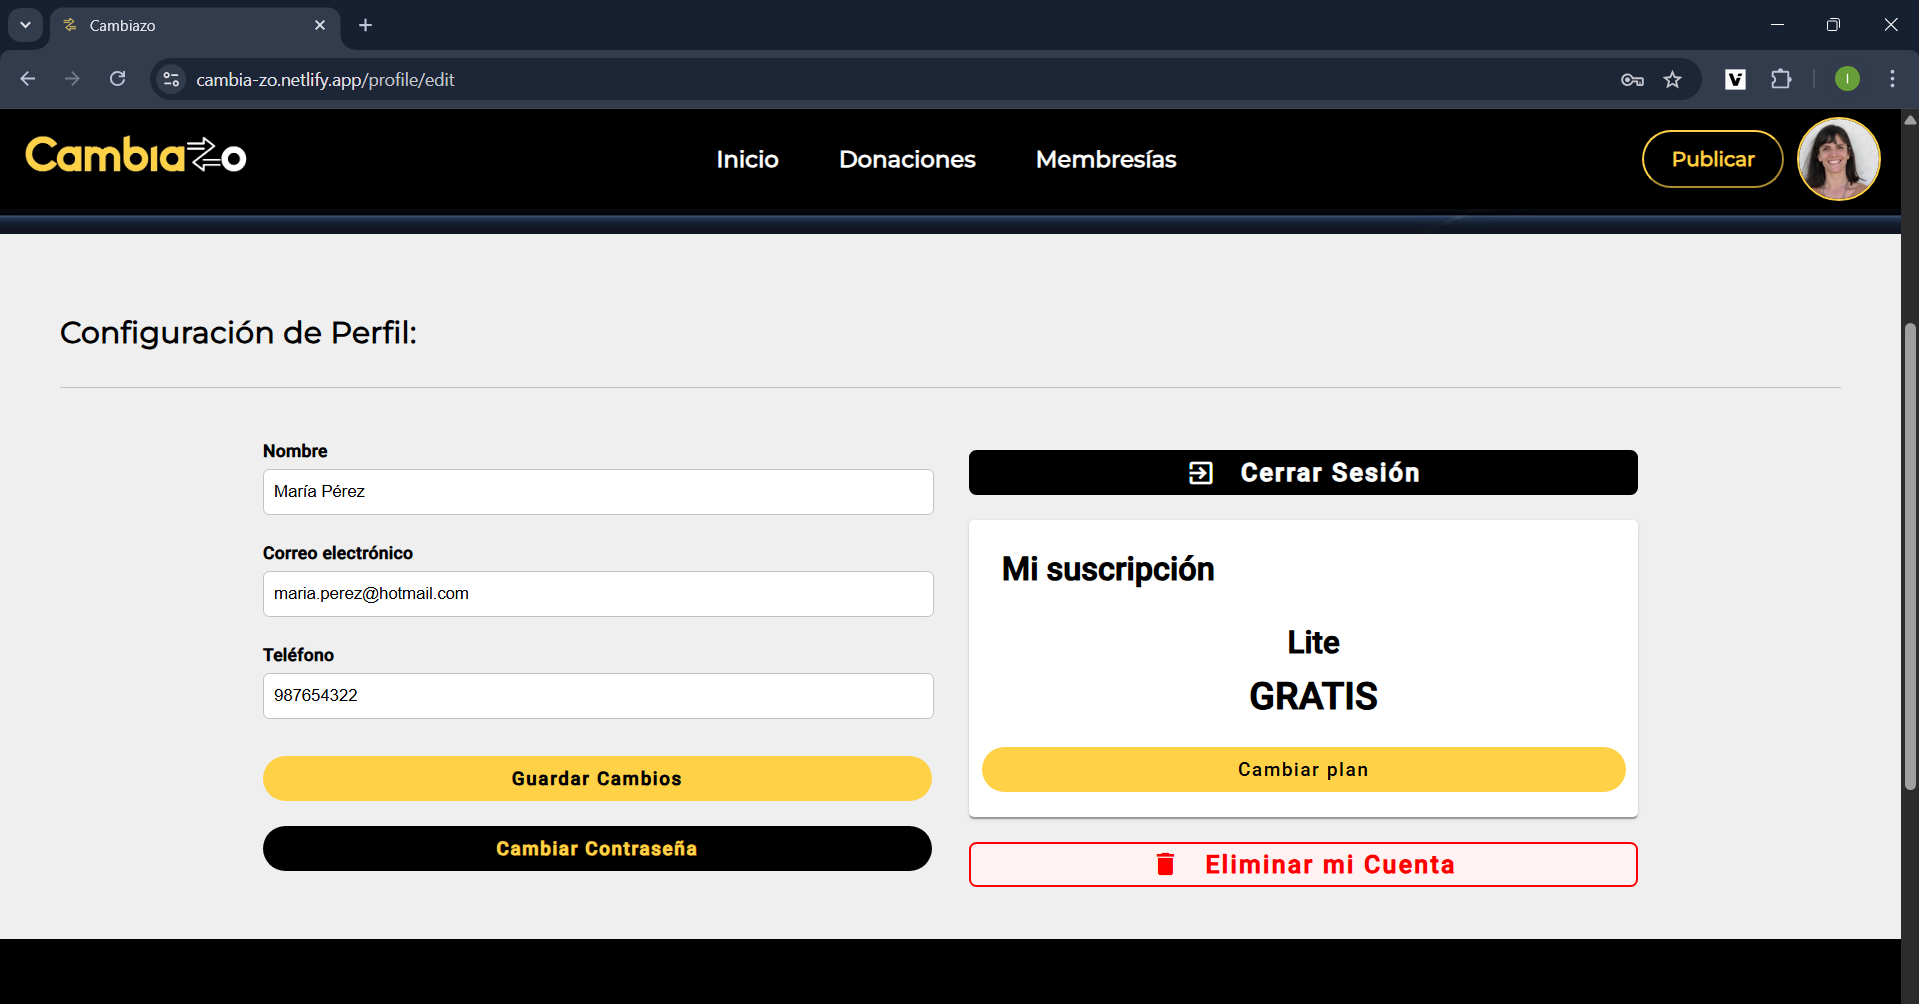 Cambiazo
cambia-zo.netlify.app/profile/edit
I
Cambiazo
Inicio
Donaciones
Membresías
Publicar
Configuración de Perfil:
Nombre
María Pérez
Correo electrónico
maria.perez@hotmail.com
Teléfono
987654322
Guardar Cambios
Cambiar Contraseña
Cerrar Sesión
Mi suscripción
Lite
GRATIS
Cambiar plan
Eliminar mi Cuenta